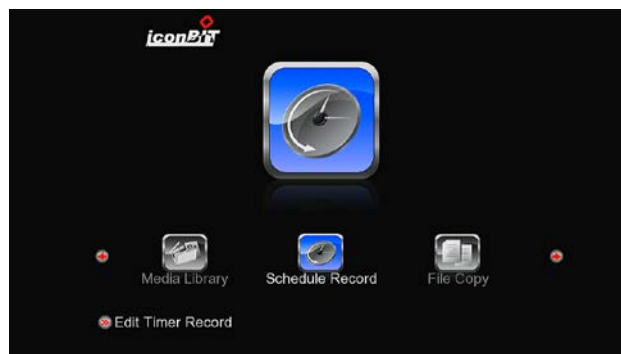 iconBIT
Media Library
Schedule Record
File Copy
Edit Timer Record